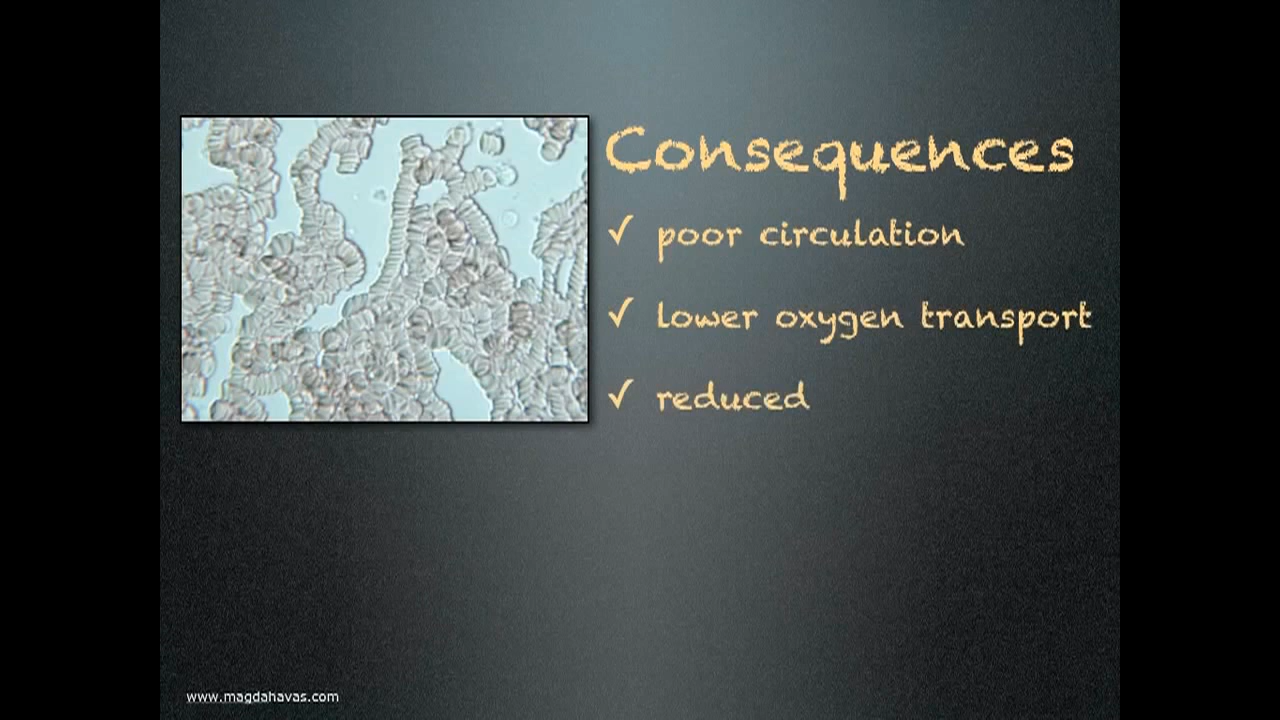 Consequences
✓ poor circulation
✓ lower oxygen transport
✓ reduced
www.magdahavas.com